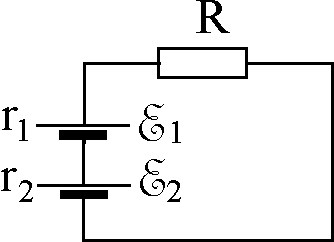 R
r₁ ℰ₁
r₂ ℰ₂